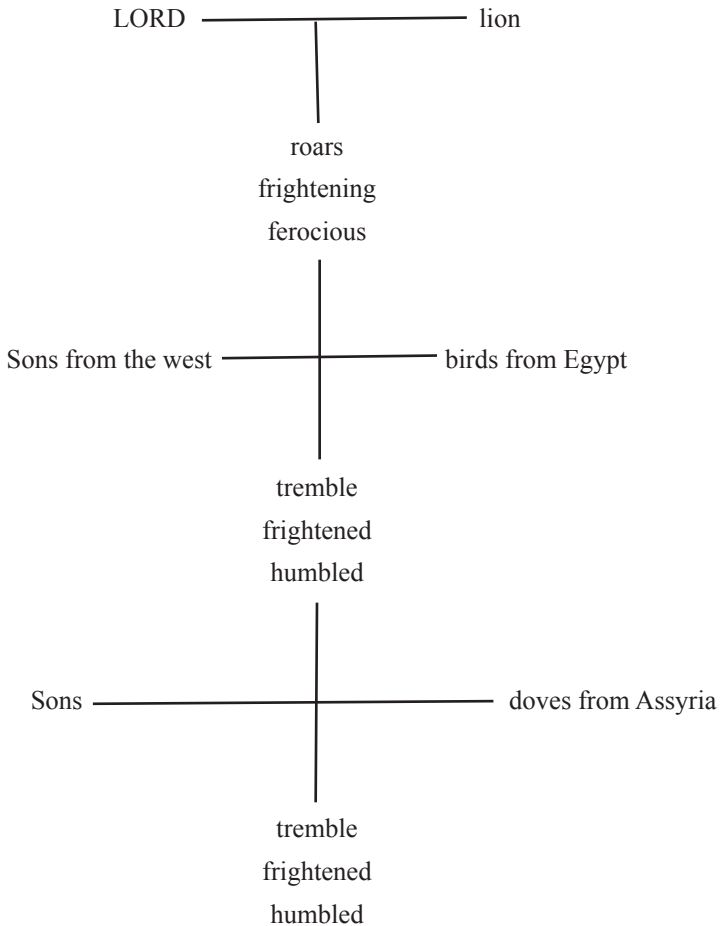 LORD lion
roars
frightening
ferocious
Sons from the west birds from Egypt
tremble
frightened
humbled
Sons doves from Assyria
tremble
frightened
humbled